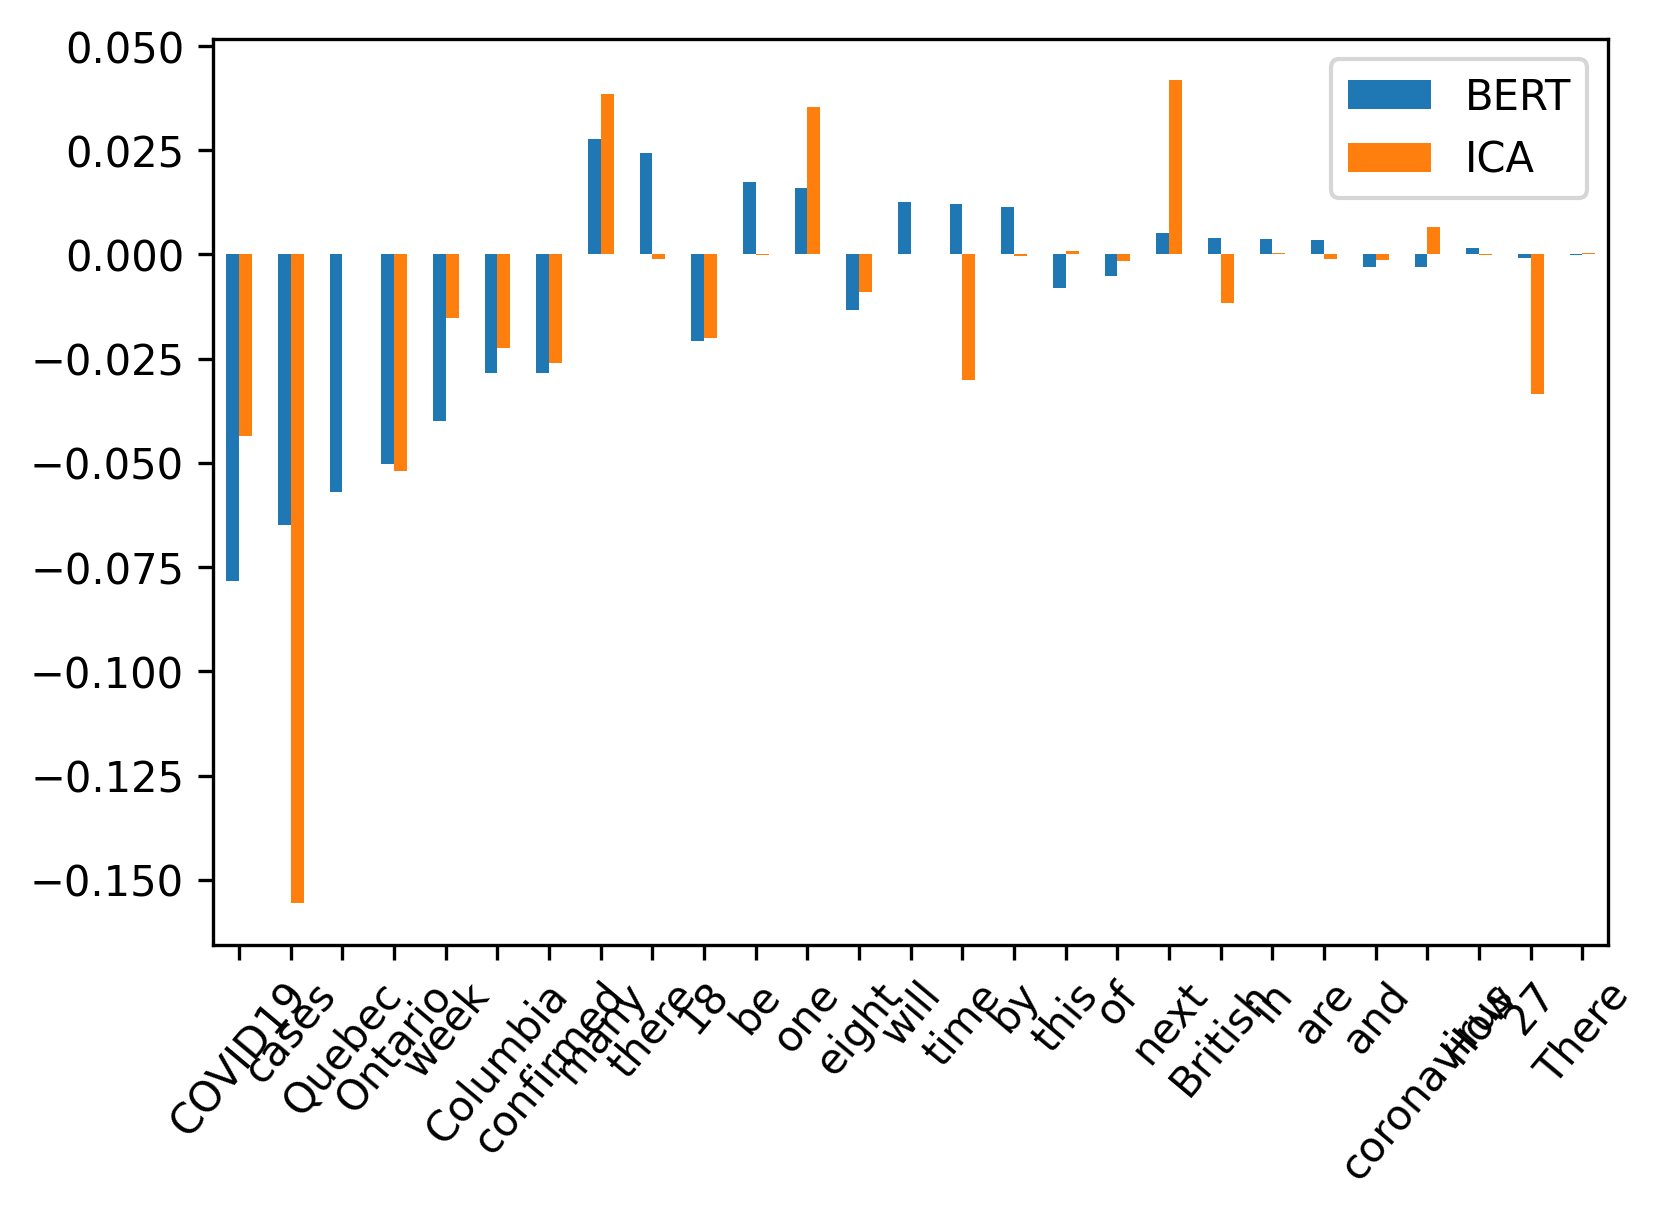 0.050
0.025
0.000
−0.025
−0.050
−0.075
−0.100
−0.125
−0.150
BERT
ICA
COVID19
cases
Quebec
Ontario
week
Columbia
confirmed
many
there
18
be
one
eight
will
time
by
this
of
next
British
in
are
and
coronavirus
27
There